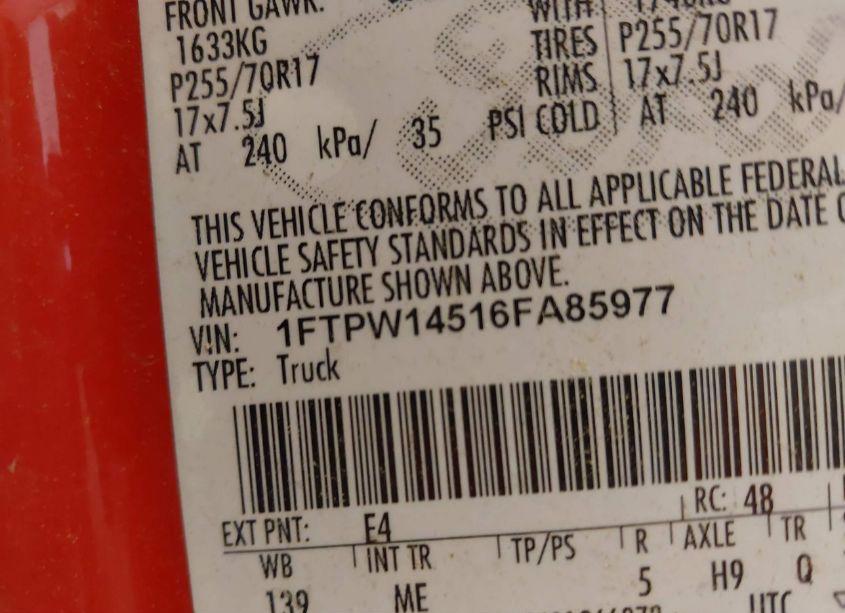 FRONT GAWR:
1633KG
P255/70R17
17x7.5J
AT 240 kPa/ 35 PSI COLD
WITH
TIRES P255/70R17
RIMS 17x7.5J
AT 240 kPa/
THIS VEHICLE CONFORMS TO ALL APPLICABLE FEDERAL
VEHICLE SAFETY STANDARDS IN EFFECT ON THE DATE
MANUFACTURE SHOWN ABOVE.
VIN: 1FTPW14516FA85977
TYPE: Truck
EXT PNT: E4 RC: 48
WB INT TR TP/PS R AXLE TR
139 ME 5 H9 Q
UTC